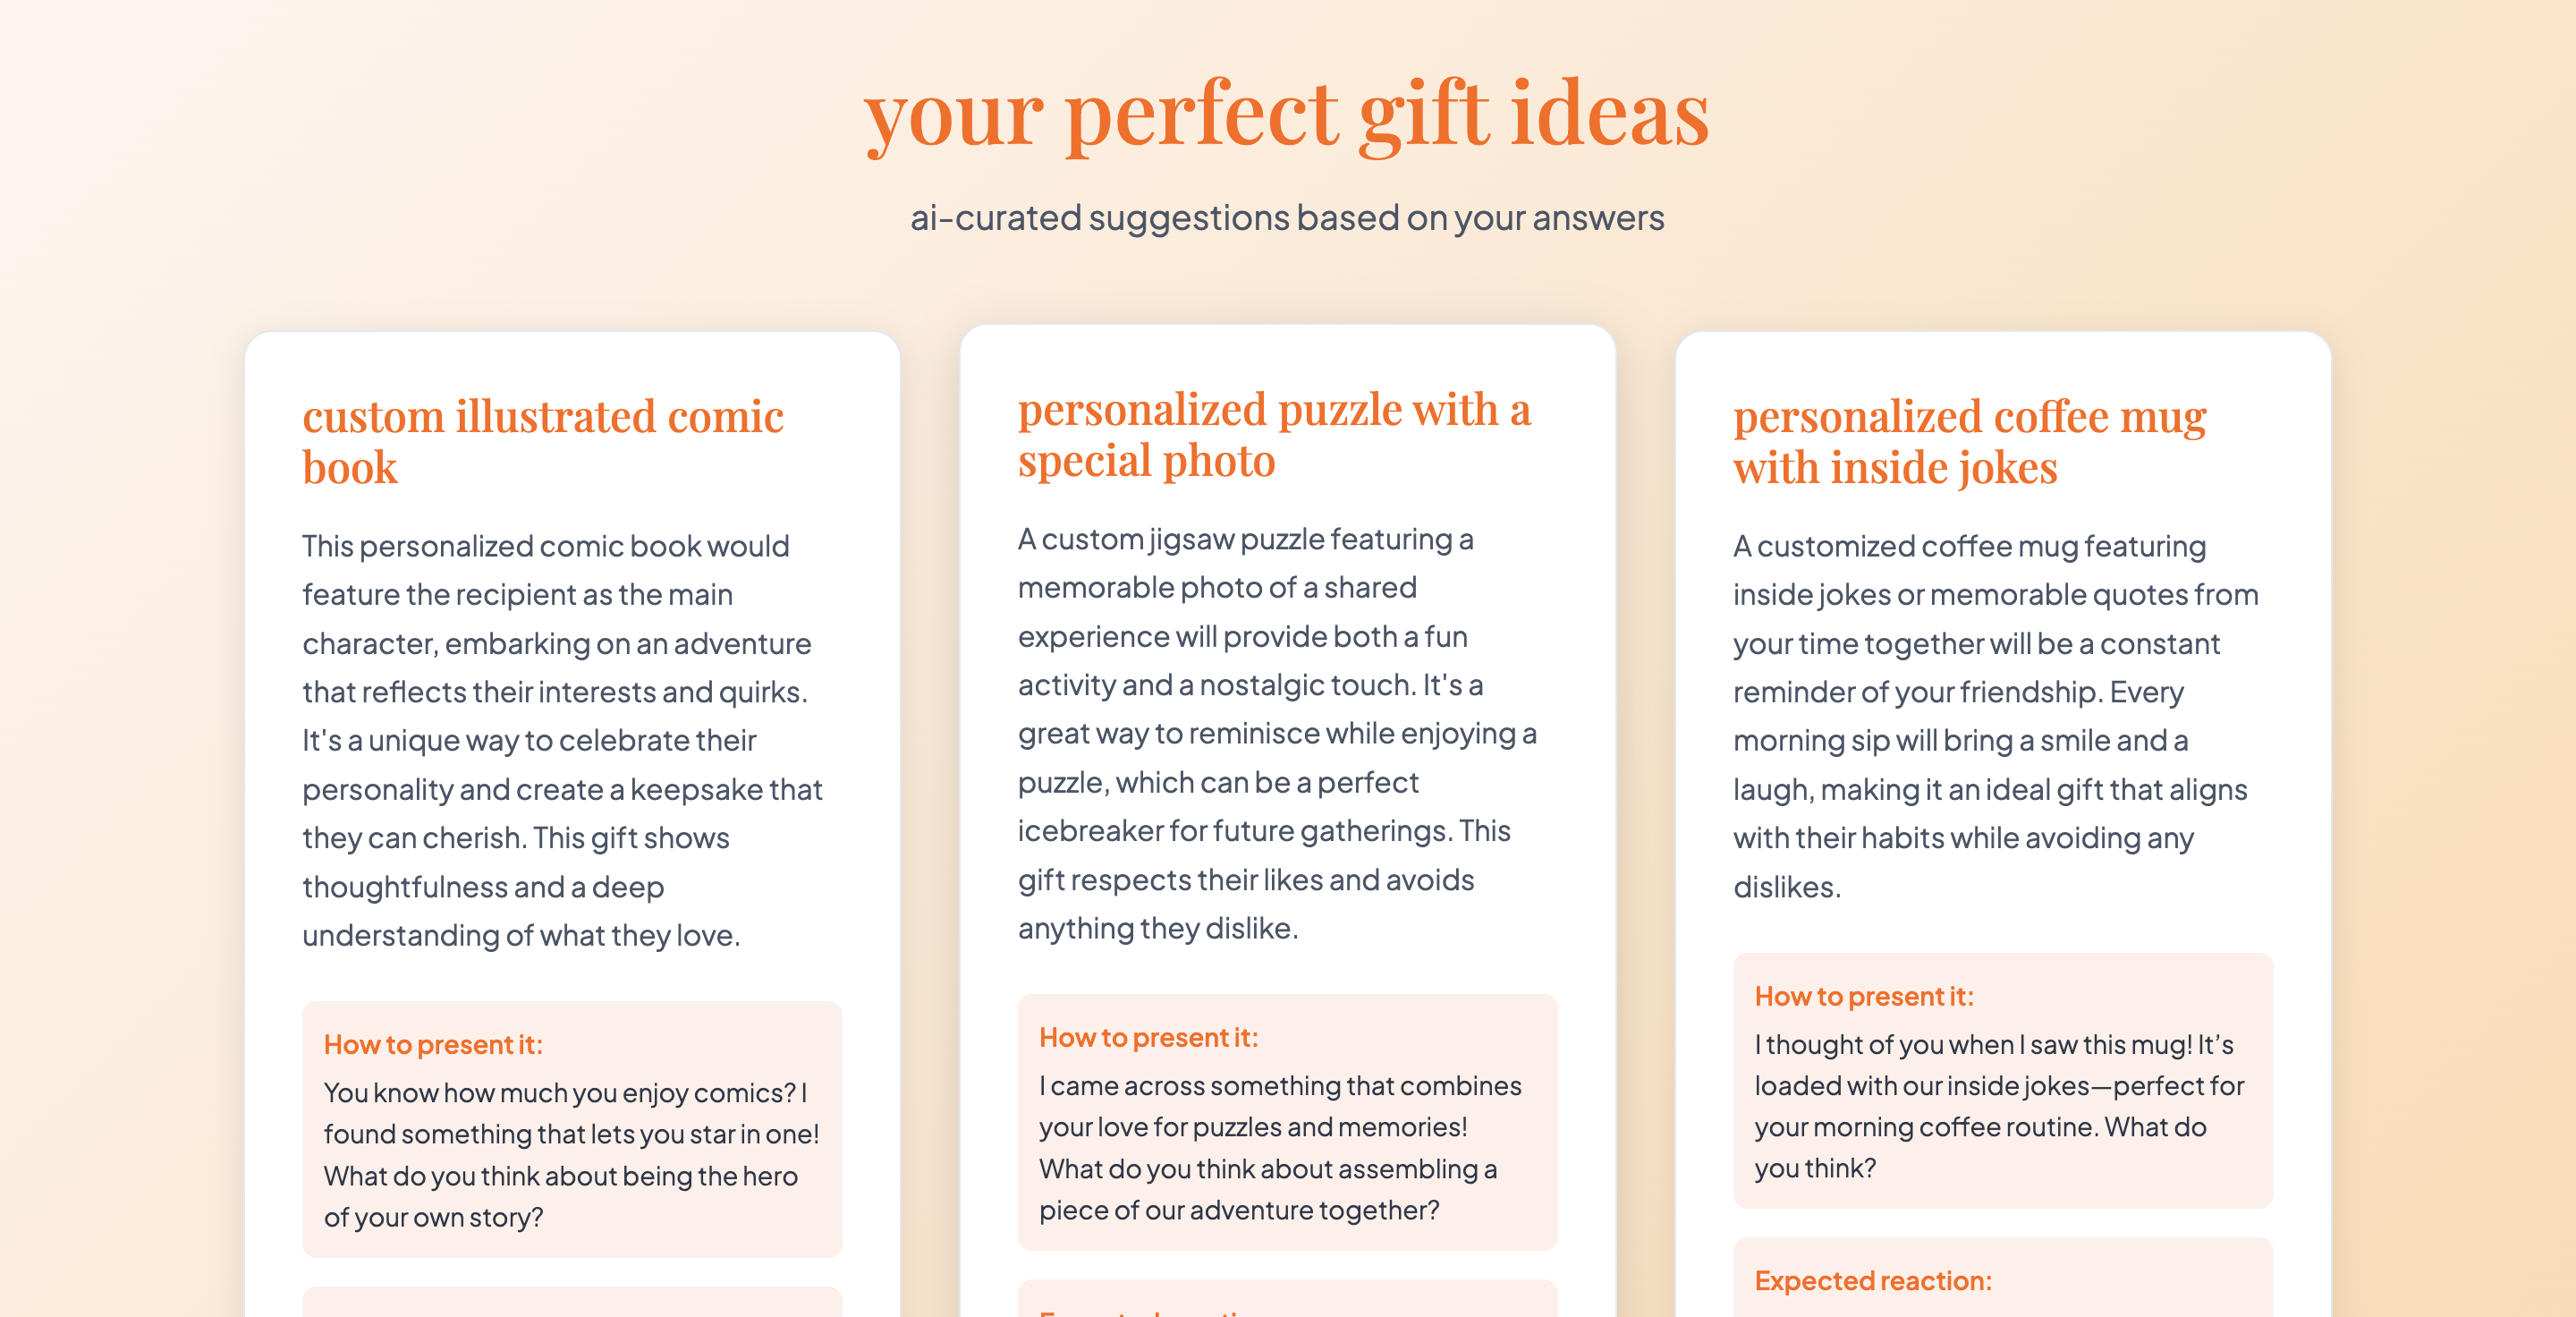 your perfect gift ideas
ai-curated suggestions based on your answers
custom illustrated comic
book
This personalized comic book would
feature the recipient as the main
character, embarking on an adventure
that reflects their interests and quirks.
It's a unique way to celebrate their
personality and create a keepsake that
they can cherish. This gift shows
thoughtfulness and a deep
understanding of what they love.
How to present it:
You know how much you enjoy comics? I
found something that lets you star in one!
What do you think about being the hero
of your own story?
personalized puzzle with a
special photo
A custom jigsaw puzzle featuring a
memorable photo of a shared
experience will provide both a fun
activity and a nostalgic touch. It's a
great way to reminisce while enjoying a
puzzle, which can be a perfect
icebreaker for future gatherings. This
gift respects their likes and avoids
anything they dislike.
How to present it:
I came across something that combines
your love for puzzles and memories!
What do you think about assembling a
piece of our adventure together?
personalized coffee mug
with inside jokes
A customized coffee mug featuring
inside jokes or memorable quotes from
your time together will be a constant
reminder of your friendship. Every
morning sip will bring a smile and a
laugh, making it an ideal gift that aligns
with their habits while avoiding any
dislikes.
How to present it:
I thought of you when I saw this mug! It’s
loaded with our inside jokes—perfect for
your morning coffee routine. What do
you think?
Expected reaction: